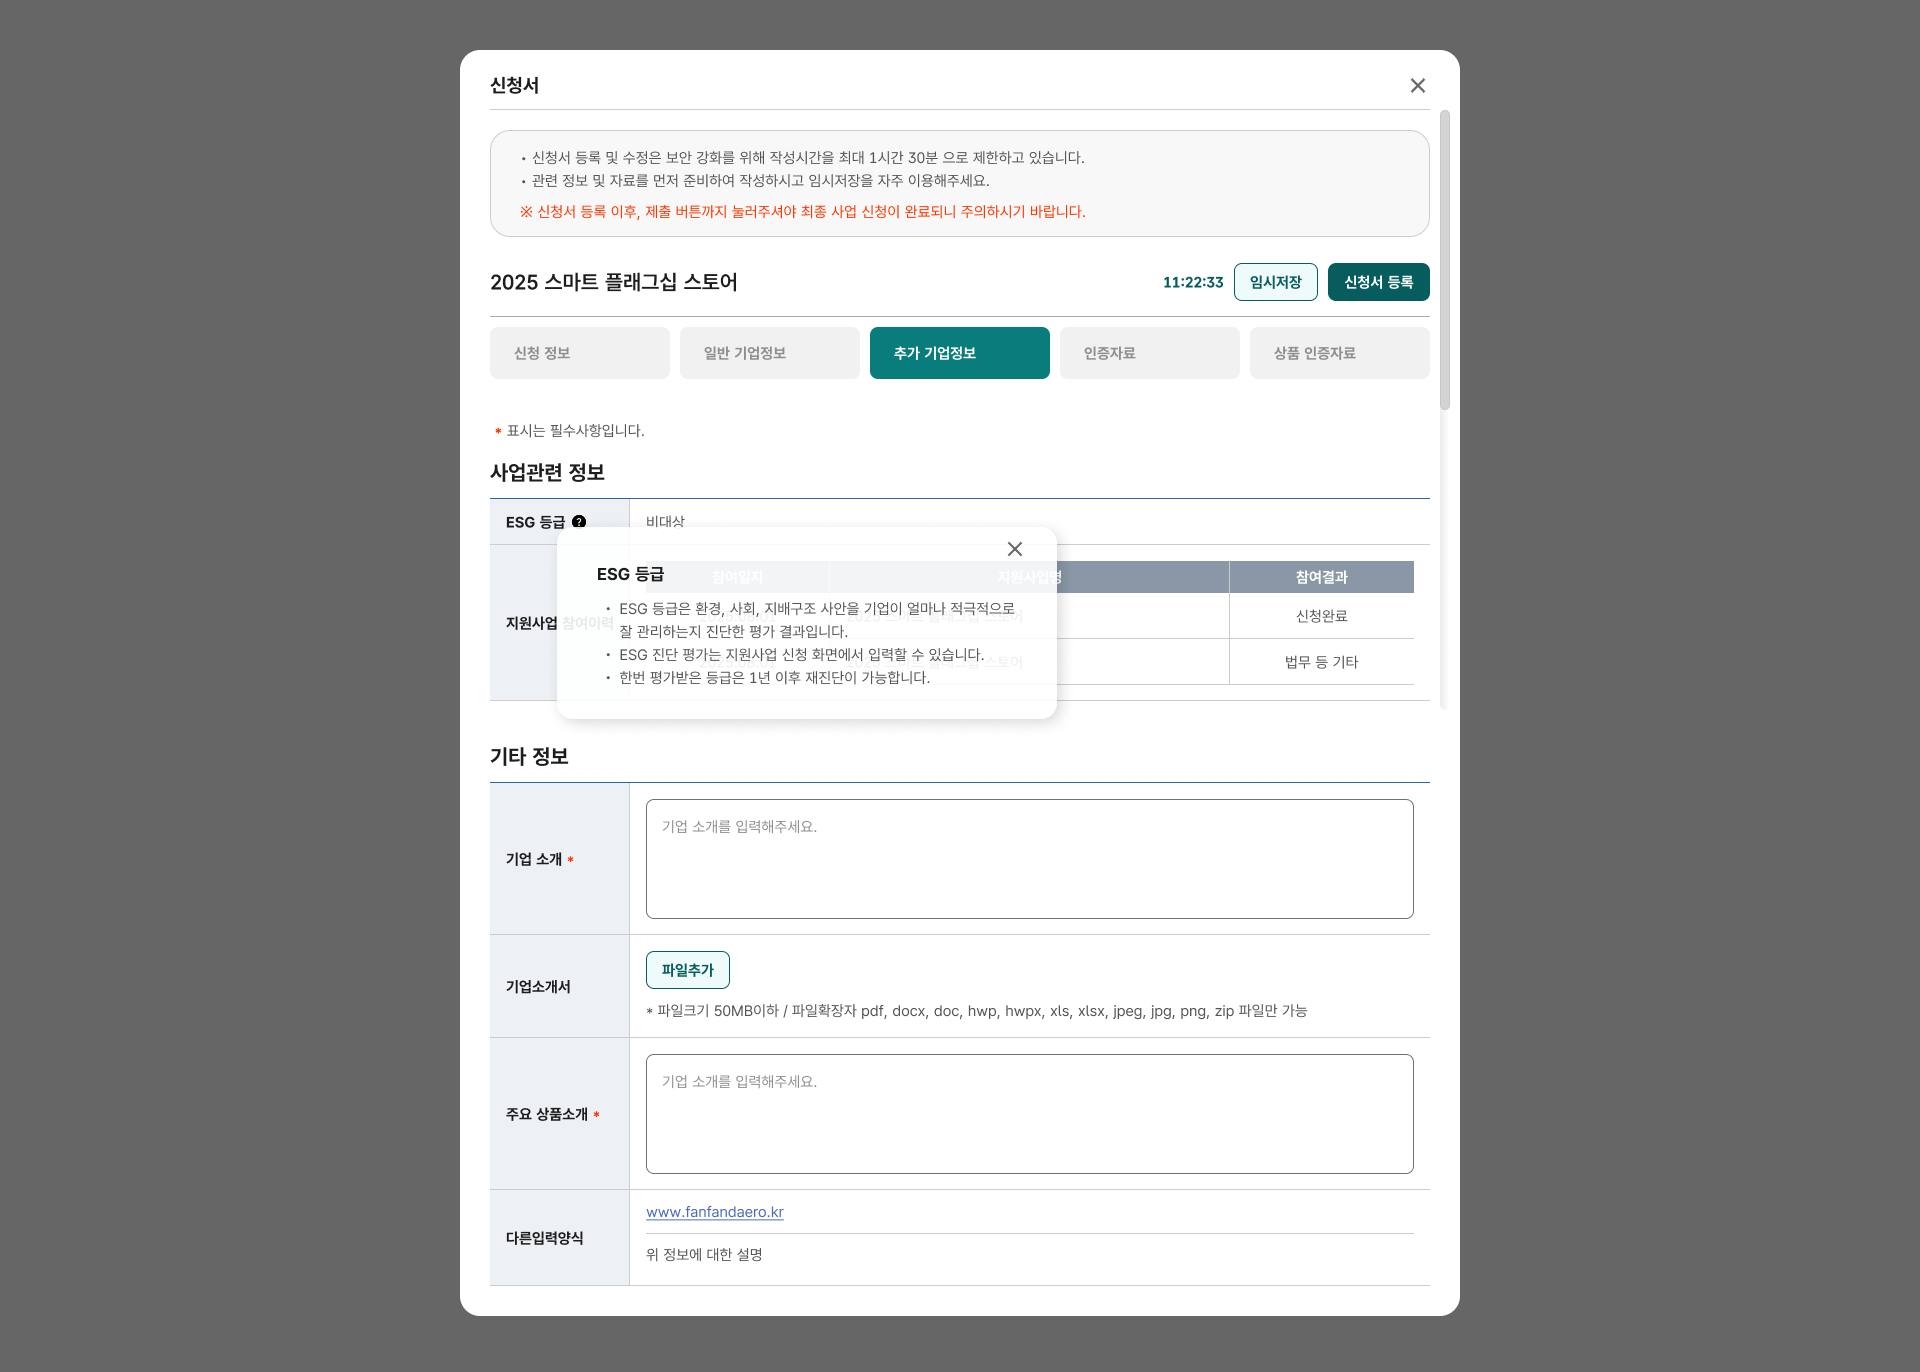 신청서
• 신청서 등록 및 수정은 보안 강화를 위해 작성시간을 최대 1시간 30분 으로 제한하고 있습니다.
• 관련 정보 및 자료를 먼저 준비하여 작성하시고 임시저장을 자주 이용해주세요.
※ 신청서 등록 이후, 제출 버튼까지 눌러주셔야 최종 사업 신청이 완료되니 주의하시기 바랍니다.
2025 스마트 플래그십 스토어
11:22:33 임시저장 신청서 등록
신청 정보 일반 기업정보 추가 기업정보 인증자료 상품 인증자료
* 표시는 필수사항입니다.
사업관련 정보
ESG 등급 ?
비대상
지원사업 참여이력
참여일자 지원사업명 참여결과
2025 스마트 플래그십 스토어 신청완료
스토어 법무 등 기타
ESG 등급
• ESG 등급은 환경, 사회, 지배구조 사안을 기업이 얼마나 적극적으로
잘 관리하는지 진단한 평가 결과입니다.
• ESG 진단 평가는 지원사업 신청 화면에서 입력할 수 있습니다.
• 한번 평가받은 등급은 1년 이후 재진단이 가능합니다.
기타 정보
기업 소개 *
기업 소개를 입력해주세요.
기업소개서
파일추가
* 파일크기 50MB이하 / 파일확장자 pdf, docx, doc, hwp, hwpx, xls, xlsx, jpeg, jpg, png, zip 파일만 가능
주요 상품소개 *
기업 소개를 입력해주세요.
다른입력양식
www.fanfandaero.kr
위 정보에 대한 설명